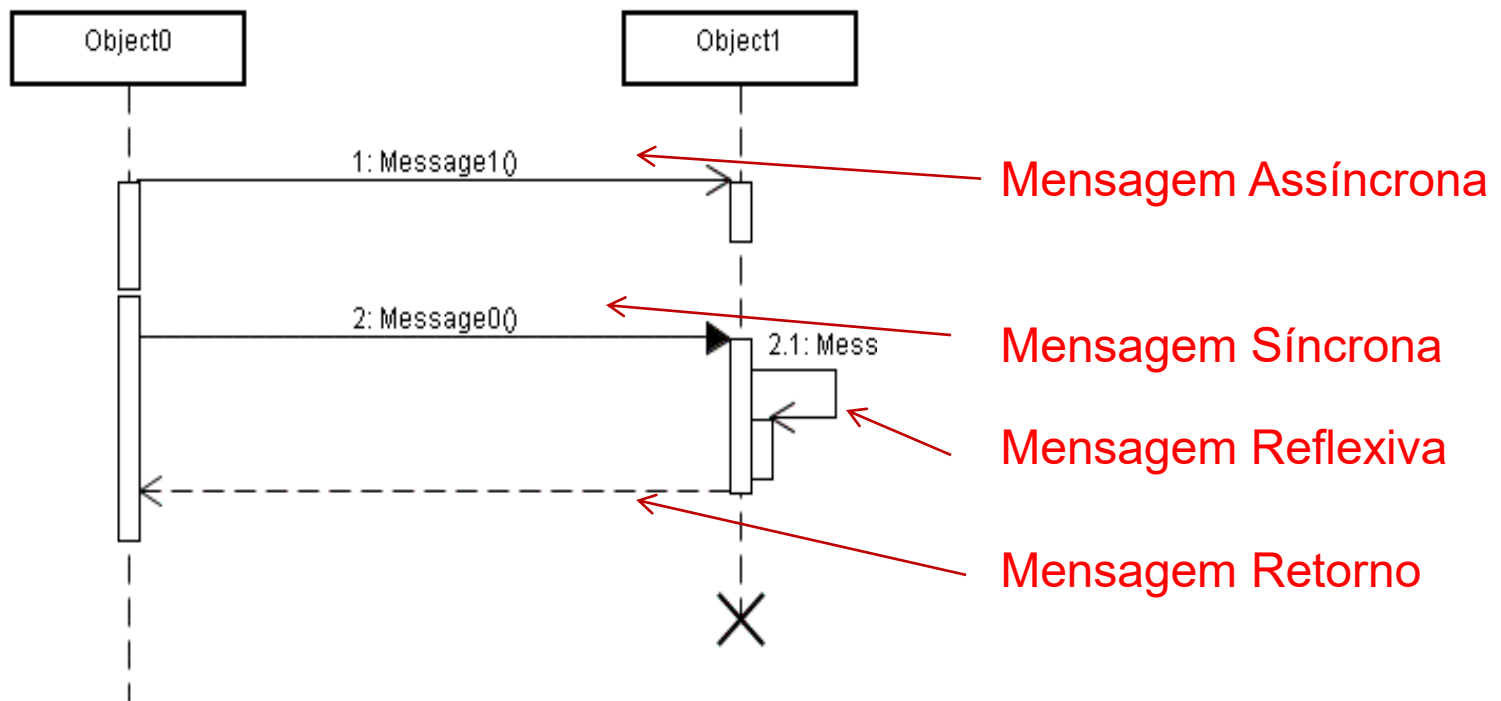 Object0
Object1
1: Message1()
Mensagem Assíncrona
2: Message0()
Mensagem Síncrona
2.1: Mess
Mensagem Reflexiva
Mensagem Retorno